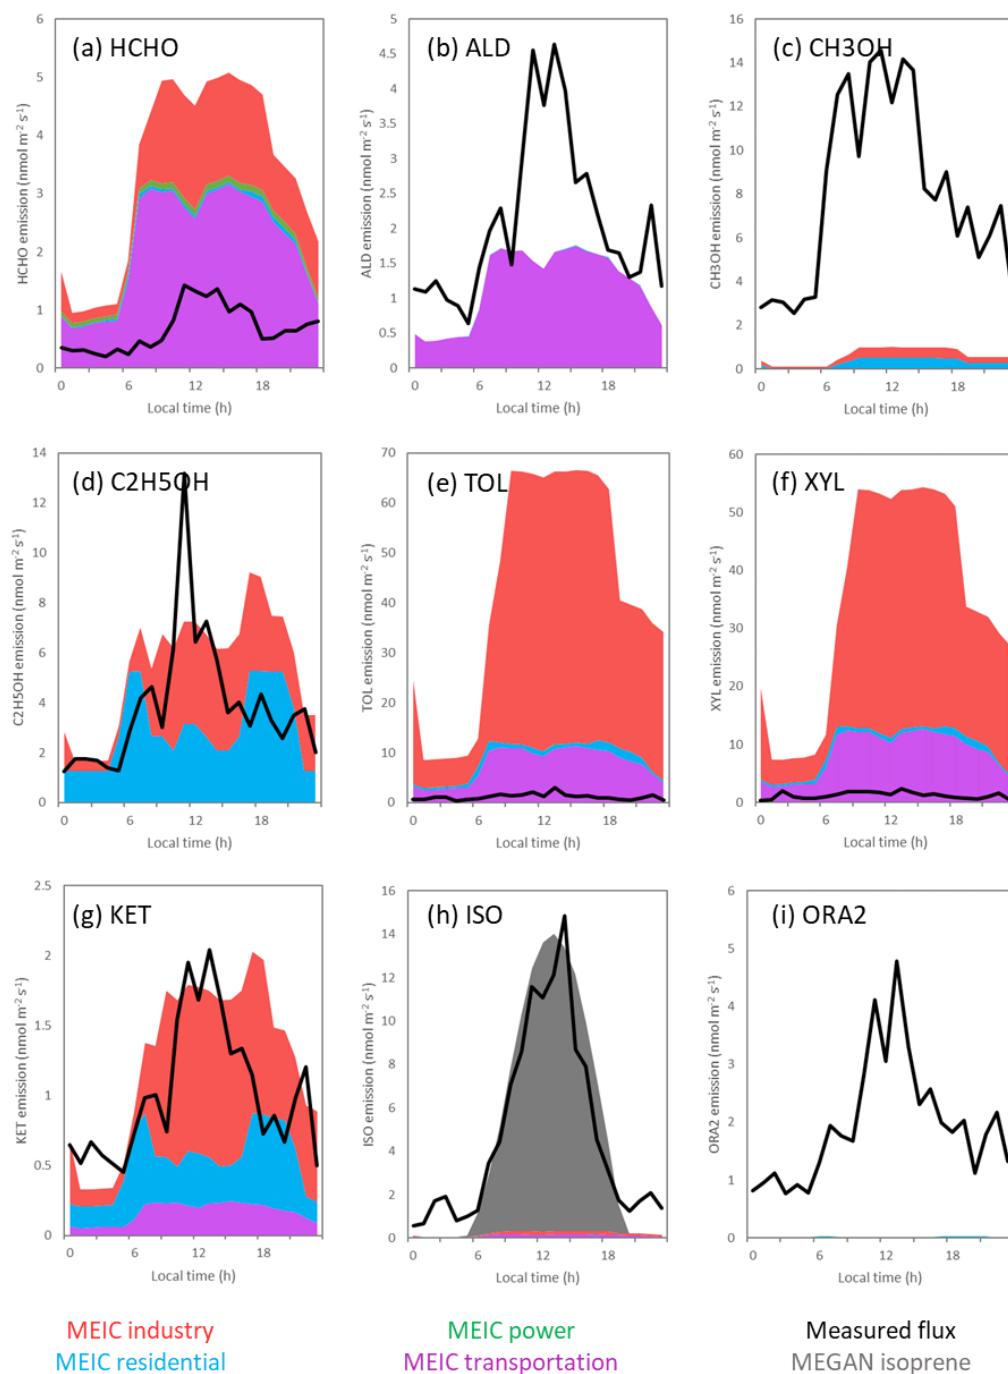 (a) HCHO
HCHO emission (nmol m⁻² s⁻¹)
6
5
4
3
2
1
0
0 6 12 18
Local time (h)
(b) ALD
ALD emission (nmol m⁻² s⁻¹)
5
4.5
4
3.5
3
2.5
2
1.5
1
0.5
0
0 6 12 18
Local time (h)
(c) CH3OH
CH3OH emission (nmol m⁻² s⁻¹)
16
14
12
10
8
6
4
2
0
0 6 12 18
Local time (h)
(d) C2H5OH
C2H5OH emission (nmol m⁻² s⁻¹)
14
12
10
8
6
4
2
0
0 6 12 18
Local time (h)
(e) TOL
TOL emission (nmol m⁻² s⁻¹)
70
60
50
40
30
20
10
0
0 6 12 18
Local time (h)
(f) XYL
XYL emission (nmol m⁻² s⁻¹)
60
50
40
30
20
10
0
0 6 12 18
Local time (h)
(g) KET
KET emission (nmol m⁻² s⁻¹)
2.5
2
1.5
1
0.5
0
0 6 12 18
Local time (h)
(h) ISO
ISO emission (nmol m⁻² s⁻¹)
16
14
12
10
8
6
4
2
0
0 6 12 18
Local time (h)
(i) ORA2
ORA2 emission (nmol m⁻² s⁻¹)
6
5
4
3
2
1
0
0 6 12 18
Local time (h)
MEIC industry MEIC power Measured flux
MEIC residential MEIC transportation MEGAN isoprene